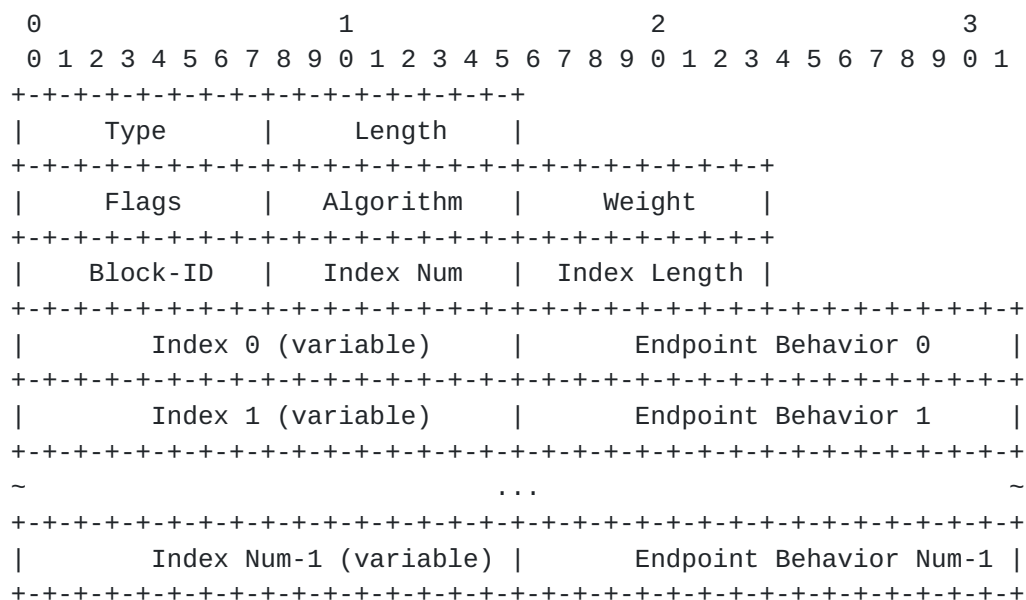 0                   1                   2                   3
 0 1 2 3 4 5 6 7 8 9 0 1 2 3 4 5 6 7 8 9 0 1 2 3 4 5 6 7 8 9 0 1
+-+-+-+-+-+-+-+-+-+-+-+-+-+-+-+-+
|     Type      |     Length    |
+-+-+-+-+-+-+-+-+-+-+-+-+-+-+-+-+-+-+-+-+-+-+-+-+
|     Flags     |   Algorithm   |     Weight    |
+-+-+-+-+-+-+-+-+-+-+-+-+-+-+-+-+-+-+-+-+-+-+-+-+
|    Block-ID   |   Index Num   |  Index Length |
+-+-+-+-+-+-+-+-+-+-+-+-+-+-+-+-+-+-+-+-+-+-+-+-+-+-+-+-+-+-+-+-+
|        Index 0 (variable)     |       Endpoint Behavior 0     |
+-+-+-+-+-+-+-+-+-+-+-+-+-+-+-+-+-+-+-+-+-+-+-+-+-+-+-+-+-+-+-+-+
|        Index 1 (variable)     |       Endpoint Behavior 1     |
+-+-+-+-+-+-+-+-+-+-+-+-+-+-+-+-+-+-+-+-+-+-+-+-+-+-+-+-+-+-+-+-+
~                              ...                              ~
+-+-+-+-+-+-+-+-+-+-+-+-+-+-+-+-+-+-+-+-+-+-+-+-+-+-+-+-+-+-+-+-+
|        Index Num-1 (variable) |       Endpoint Behavior Num-1 |
+-+-+-+-+-+-+-+-+-+-+-+-+-+-+-+-+-+-+-+-+-+-+-+-+-+-+-+-+-+-+-+-+